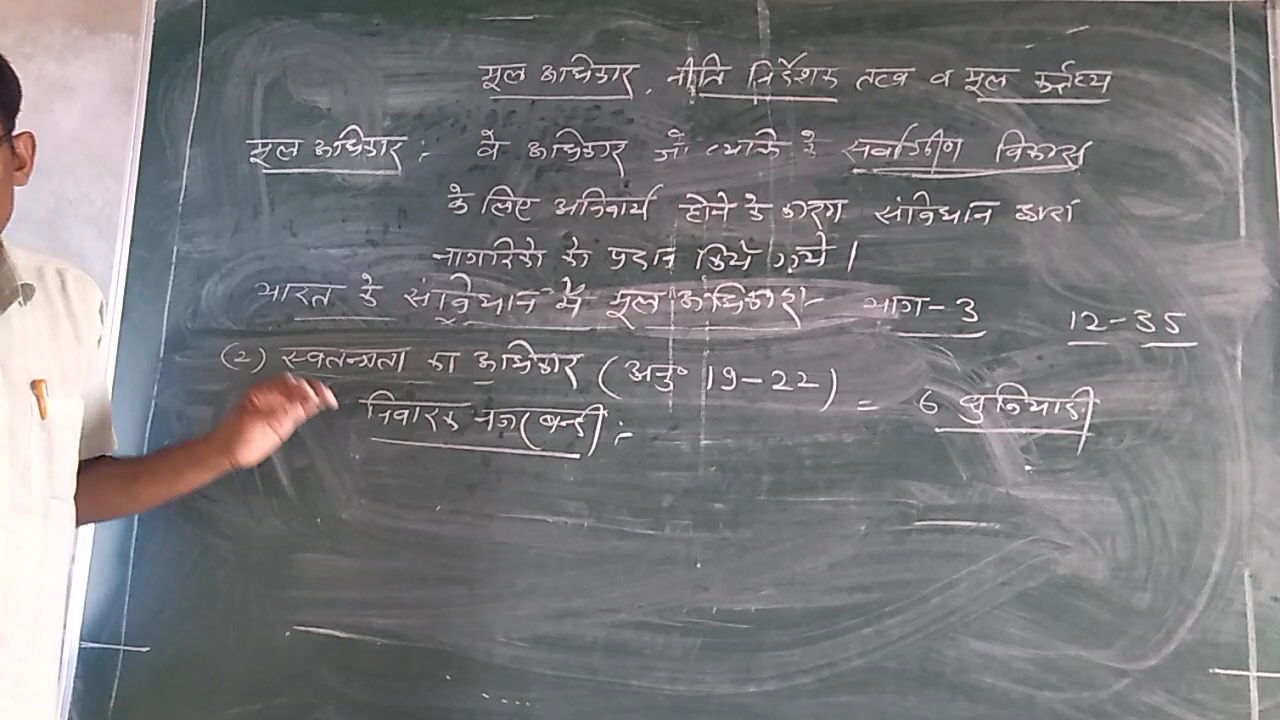 मूल अधिकार, नीति निर्देशक तत्व व मूल कर्त्तव्य
मूल अधिकार :- वे अधिकार जो व्यक्ति के सर्वांगीण विकास
के लिए अनिवार्य होने के कारण संविधान द्वारा
नागरिकों को प्रदान किये गये ।
भारत के संविधान में मूल अधिकार - भाग-3 12-35
(2) स्वतन्त्रता का अधिकार (अनु० 19-22) = 6 बुनियादी
निवारक नजरबन्दी :-